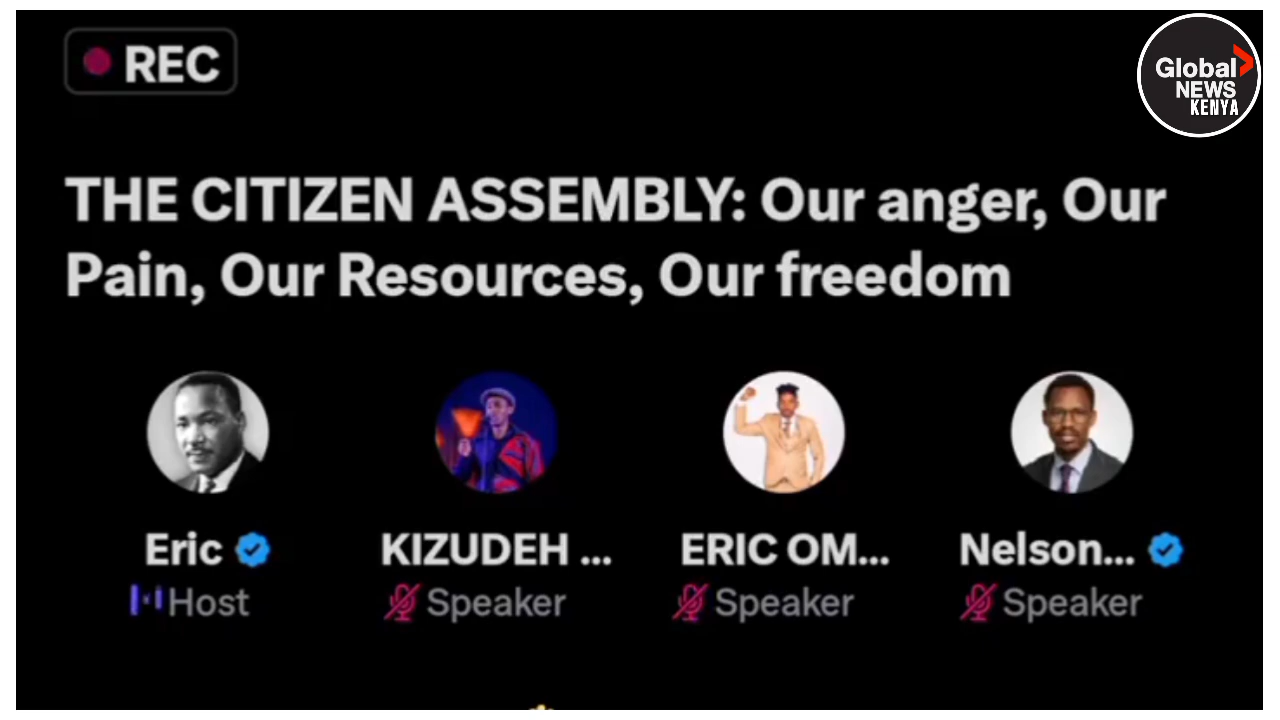 REC
Global
NEWS
KENYA
THE CITIZEN ASSEMBLY: Our anger, Our
Pain, Our Resources, Our freedom
Eric
Host
KIZUDEH ...
Speaker
ERIC OM...
Speaker
Nelson...
Speaker